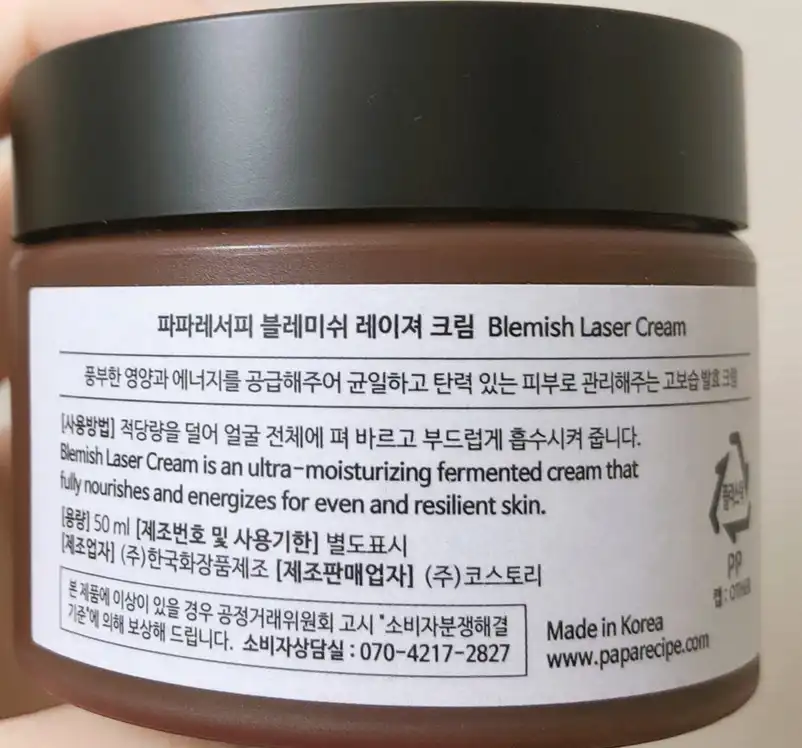 파파레서피 블레미쉬 레이져 크림 Blemish Laser Cream
풍부한 영양과 에너지를 공급해주어 균일하고 탄력 있는 피부로 관리해주는 고보습 발효 크림
[사용방법] 적당량을 덜어 얼굴 전체에 펴 바르고 부드럽게 흡수시켜 줍니다.
Blemish Laser Cream is an ultra-moisturizing fermented cream that
fully nourishes and energizes for even and resilient skin.
[용량] 50 ml [제조번호 및 사용기한] 별도표시
[제조업자] (주)한국화장품제조 [제조판매업자] (주)코스토리
본 제품에 이상이 있을 경우 공정거래위원회 고시 "소비자분쟁해결
기준"에 의해 보상해 드립니다. 소비자상담실 : 070-4217-2827
플라스틱
PP
캡 : OTHER
Made in Korea
www.paparecipe.com